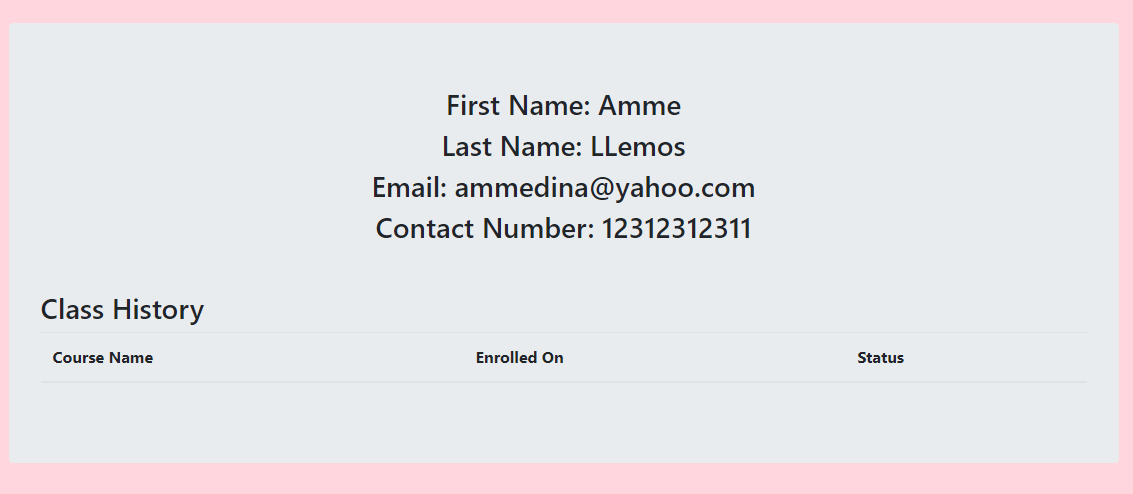 First Name: Amme
Last Name: LLemos
Email: ammedina@yahoo.com
Contact Number: 12312312311
Class History
Course Name Enrolled On Status